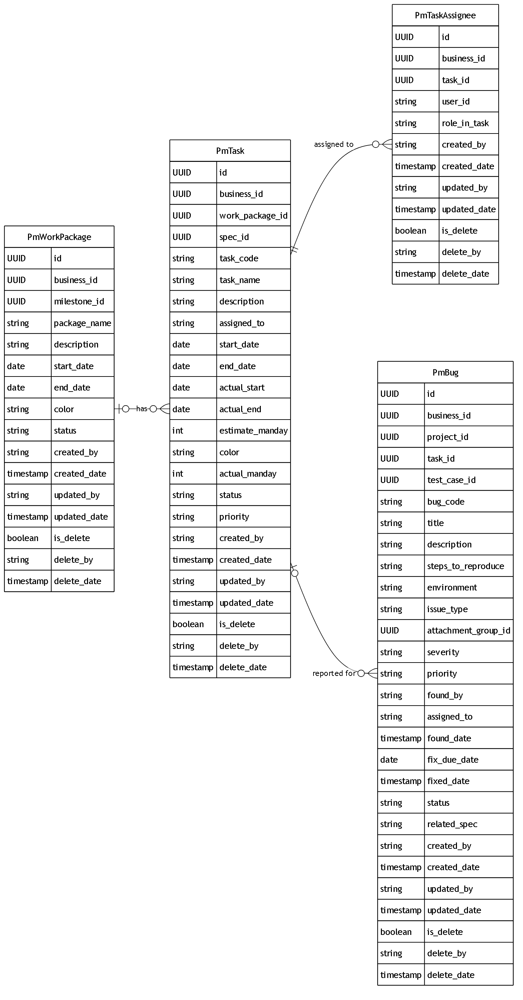 PmTaskAssignee
UUID id
UUID business_id
UUID task_id
string user_id
string role_in_task
string created_by
timestamp created_date
string updated_by
timestamp updated_date
boolean is_delete
string delete_by
timestamp delete_date
assigned to
PmTask
UUID id
UUID business_id
UUID work_package_id
UUID spec_id
string task_code
string task_name
string description
string assigned_to
date start_date
date end_date
date actual_start
date actual_end
int estimate_manday
string color
int actual_manday
string status
string priority
string created_by
timestamp created_date
string updated_by
timestamp updated_date
boolean is_delete
string delete_by
timestamp delete_date
PmWorkPackage
UUID id
UUID business_id
UUID milestone_id
string package_name
string description
date start_date
date end_date
string color
string status
string created_by
timestamp created_date
string updated_by
timestamp updated_date
boolean is_delete
string delete_by
timestamp delete_date
has
PmBug
UUID id
UUID business_id
UUID project_id
UUID task_id
UUID test_case_id
string bug_code
string title
string description
string steps_to_reproduce
string environment
string issue_type
UUID attachment_group_id
string severity
string priority
string found_by
string assigned_to
timestamp found_date
date fix_due_date
timestamp fixed_date
string status
string related_spec
string created_by
timestamp created_date
string updated_by
timestamp updated_date
boolean is_delete
string delete_by
timestamp delete_date
reported for